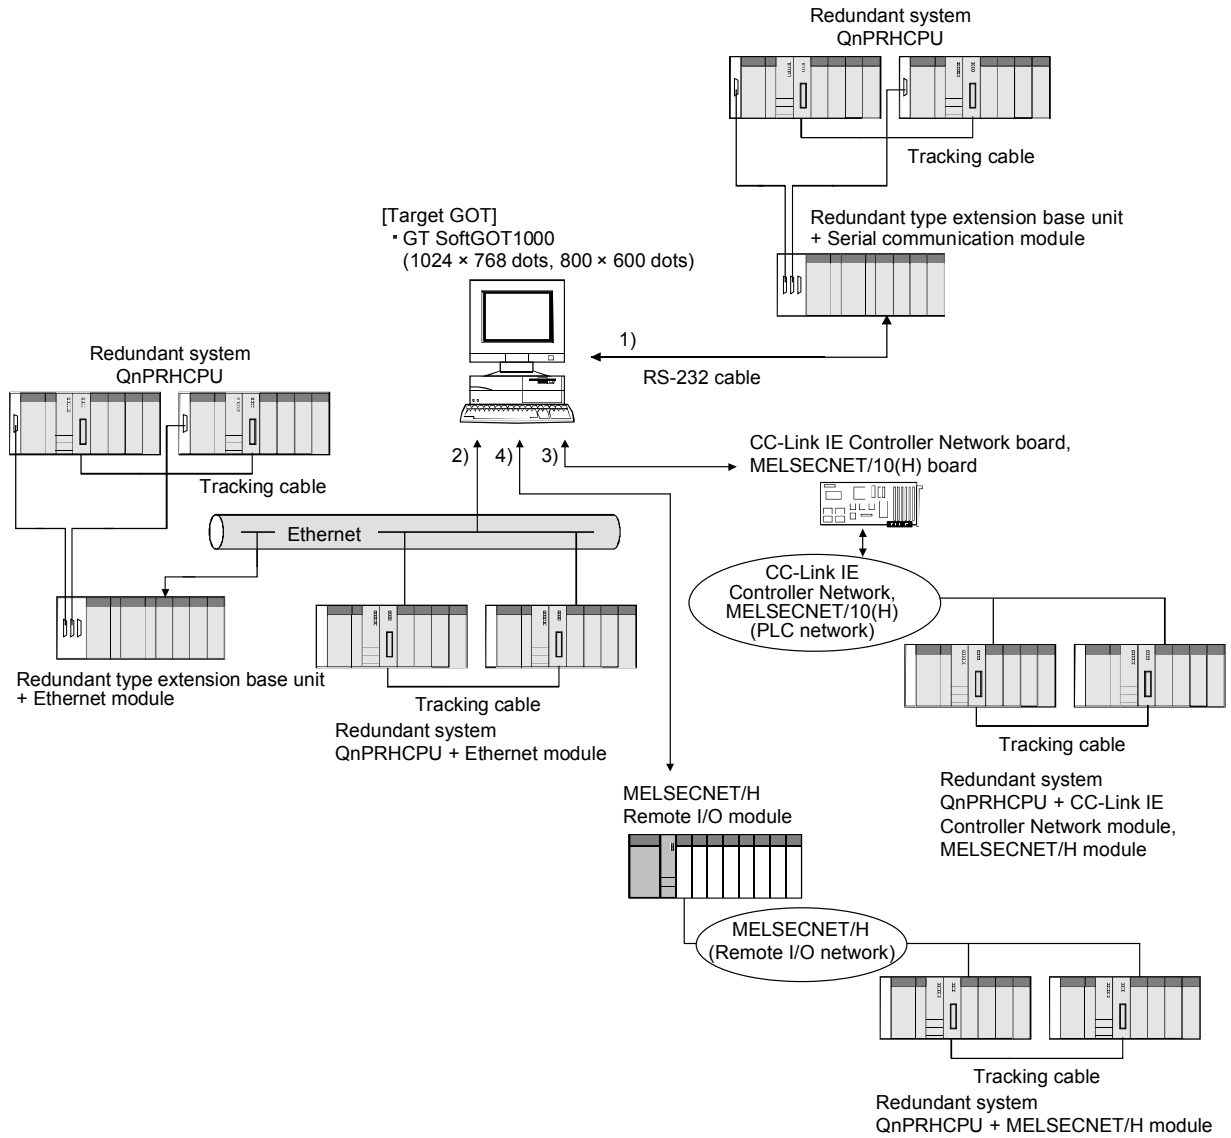 Redundant system
QnPRHCPU
Tracking cable
Redundant type extension base unit
+ Serial communication module
[Target GOT]
・GT SoftGOT1000
(1024 × 768 dots, 800 × 600 dots)
1)
RS-232 cable
Redundant system
QnPRHCPU
Tracking cable
2)
4)
3)
CC-Link IE Controller Network board,
MELSECNET/10(H) board
Ethernet
CC-Link IE
Controller Network,
MELSECNET/10(H)
(PLC network)
Redundant type extension base unit
+ Ethernet module
Tracking cable
Redundant system
QnPRHCPU + Ethernet module
Tracking cable
Redundant system
QnPRHCPU + CC-Link IE
Controller Network module,
MELSECNET/H module
MELSECNET/H
Remote I/O module
MELSECNET/H
(Remote I/O network)
Tracking cable
Redundant system
QnPRHCPU + MELSECNET/H module